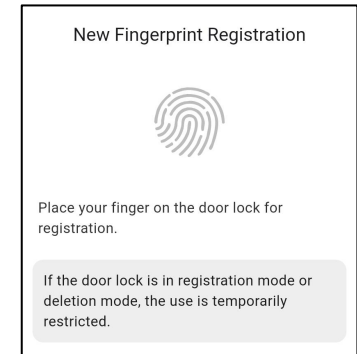 New Fingerprint Registration
Place your finger on the door lock for
registration.
If the door lock is in registration mode or
deletion mode, the use is temporarily
restricted.